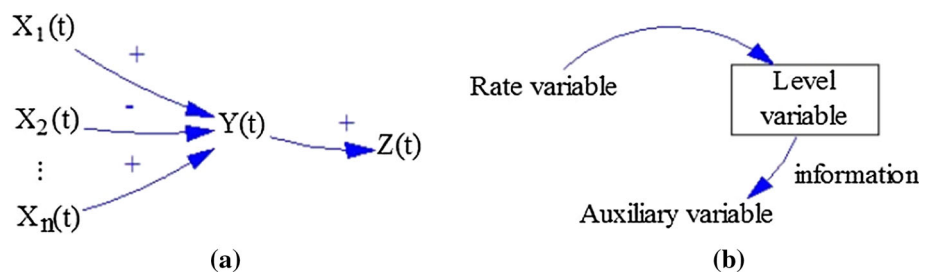 X₁(t)
+
-
X₂(t)
Y(t)
+
Z(t)
+
⋮
Xₙ(t)
(a)
Rate variable
Level
variable
information
Auxiliary variable
(b)